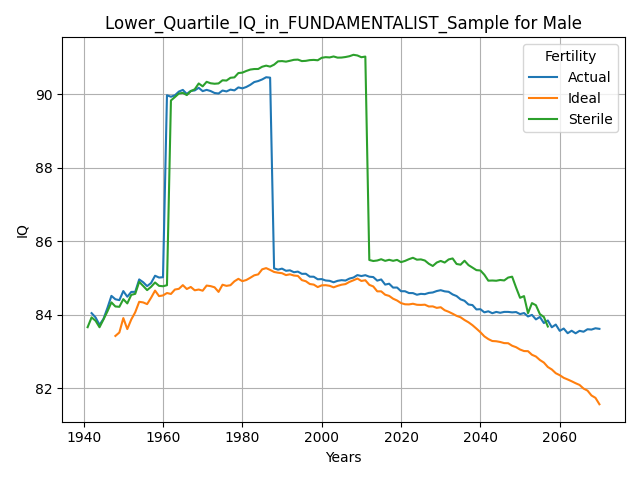 Lower_Quartile_IQ_in_FUNDAMENTALIST_Sample for Male
Fertility
Actual
Ideal
Sterile
90
88
86
84
82
IQ
1940 1960 1980 2000 2020 2040 2060
Years